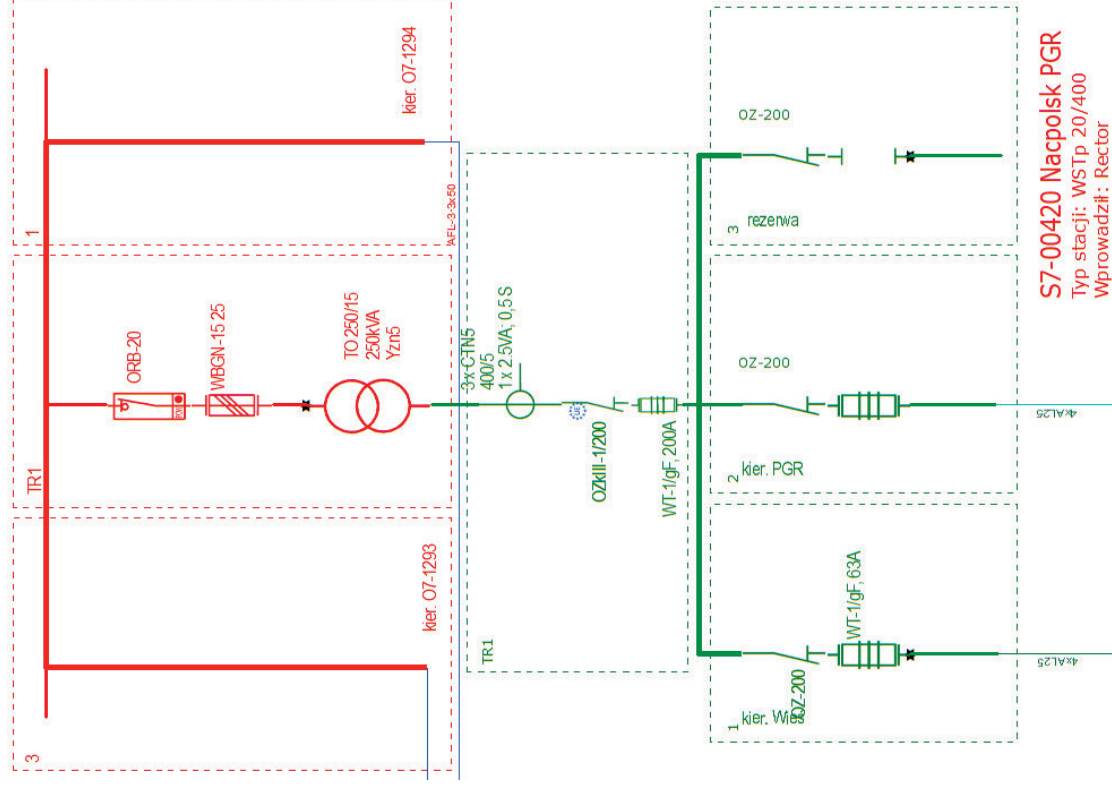 1
kier. O7-1294
AFL-3-3x50
TR1
ORB-20
WBGN-15 25
TO 250/15
250kVA
Yzn5
3
kier. O7-1293
TR1
3 x CTN5
400/5
1 x 2.5VA; 0,5 S
OZkIII-1/200
WT-1/gF, 200A
3
rezerwa
OZ-200
2
kier. PGR
OZ-200
4xAL25
1
kier. Wieś
OZ-200
WT-1/gF, 63A
4xAL25
S7-00420 Nacpolsk PGR
Typ stacji: WSTp 20/400
Wprowadził: Rector